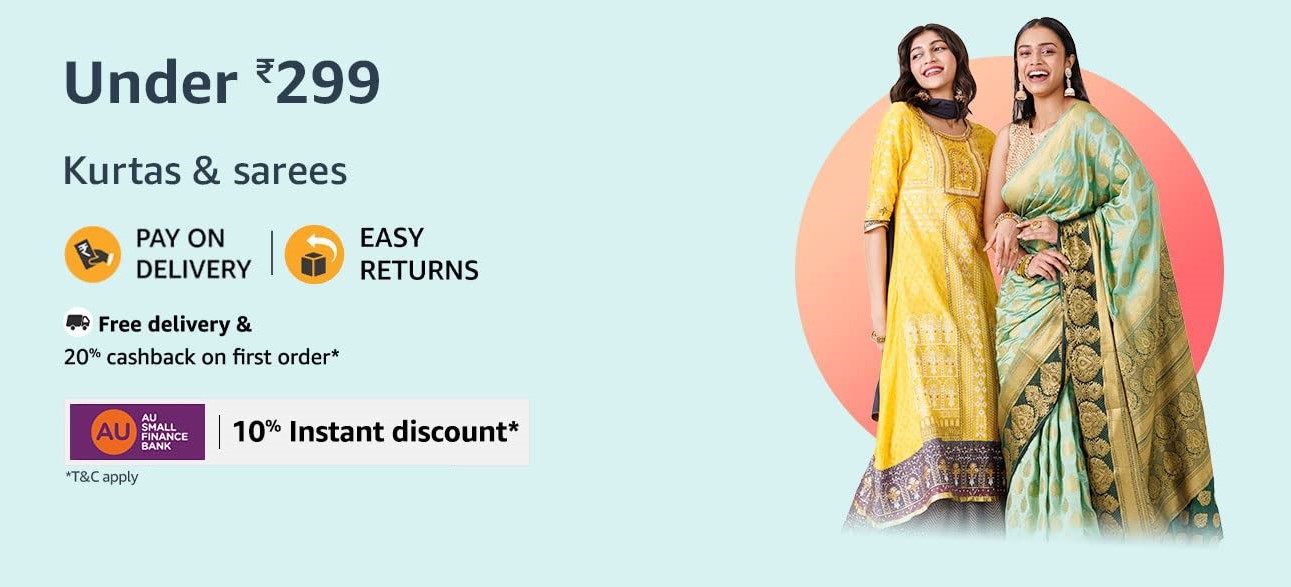 Under ₹299
Kurtas & sarees
PAY ON
DELIVERY
EASY
RETURNS
Free delivery &
20% cashback on first order*
AU
AU
SMALL
FINANCE
BANK
10% Instant discount*
*T&C apply